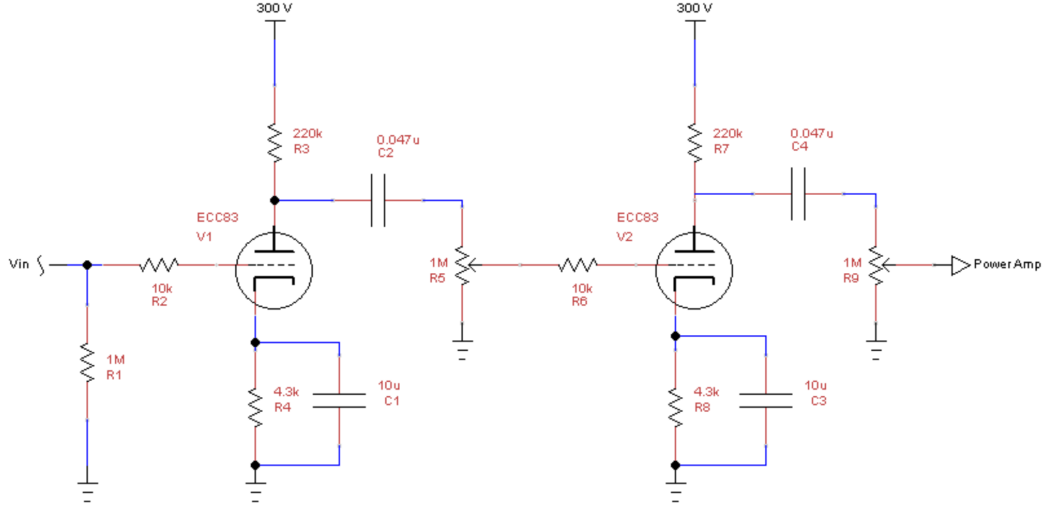 300 V
300 V
220k
R3
0.047u
C2
220k
R7
0.047u
C4
ECC83
V1
ECC83
V2
Vin
10k
R2
1M
R5
10k
R6
1M
R9
Power Amp
1M
R1
4.3k
R4
10u
C1
4.3k
R8
10u
C3